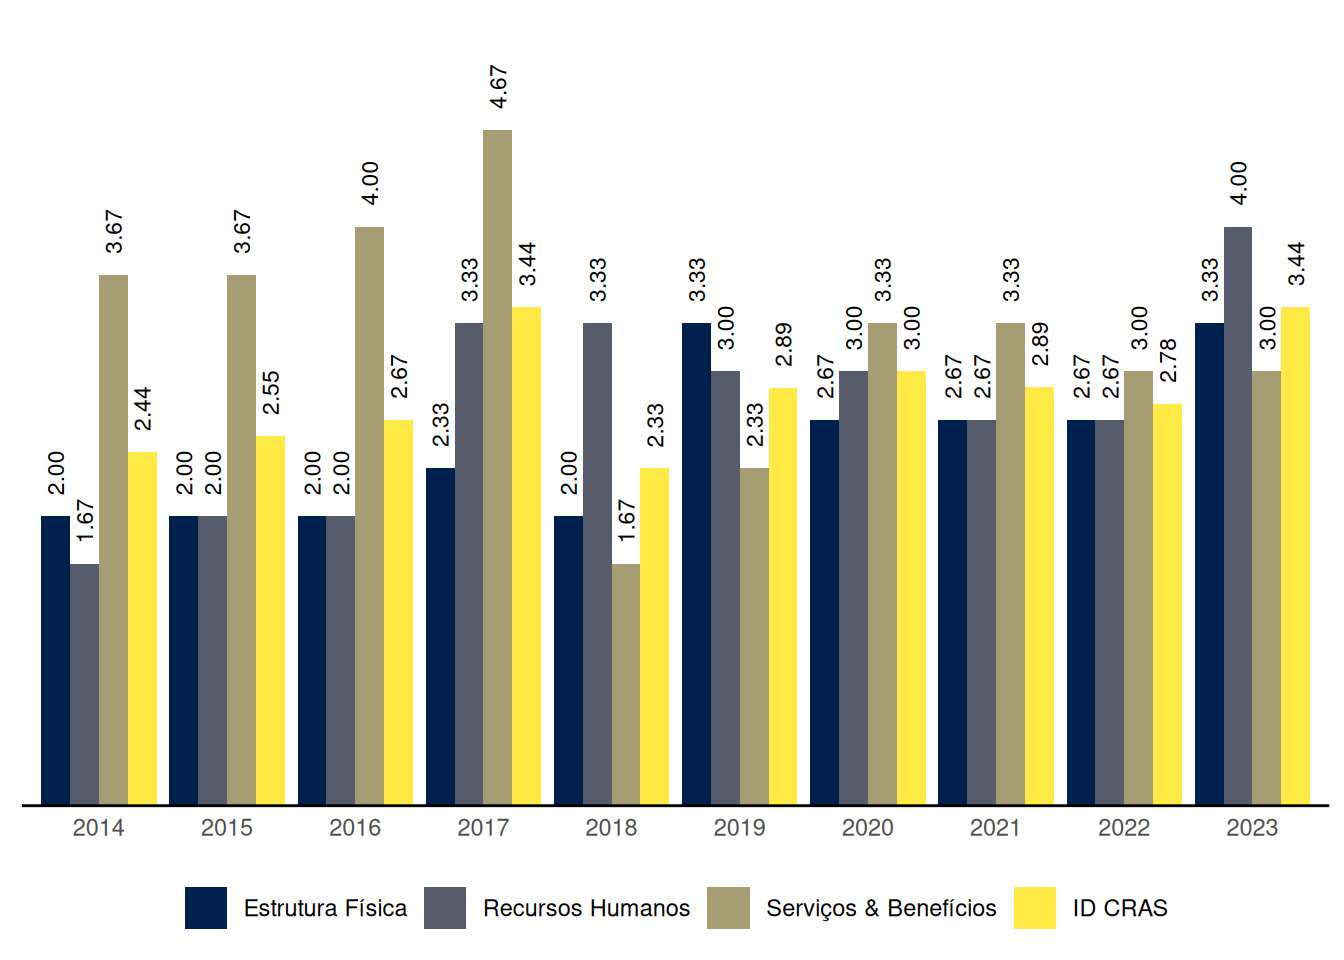 2.00 1.67 3.67 2.44
2.00 2.00 3.67 2.55
2.00 2.00 4.00 2.67
2.33 3.33 4.67 3.44
2.00 3.33 1.67 2.33
3.33 3.00 2.33 2.89
2.67 3.00 3.33 3.00
2.67 2.67 3.33 2.89
2.67 2.67 3.00 2.78
3.33 4.00 3.00 3.44
2014 2015 2016 2017 2018 2019 2020 2021 2022 2023
Estrutura Física Recursos Humanos Serviços & Benefícios ID CRAS